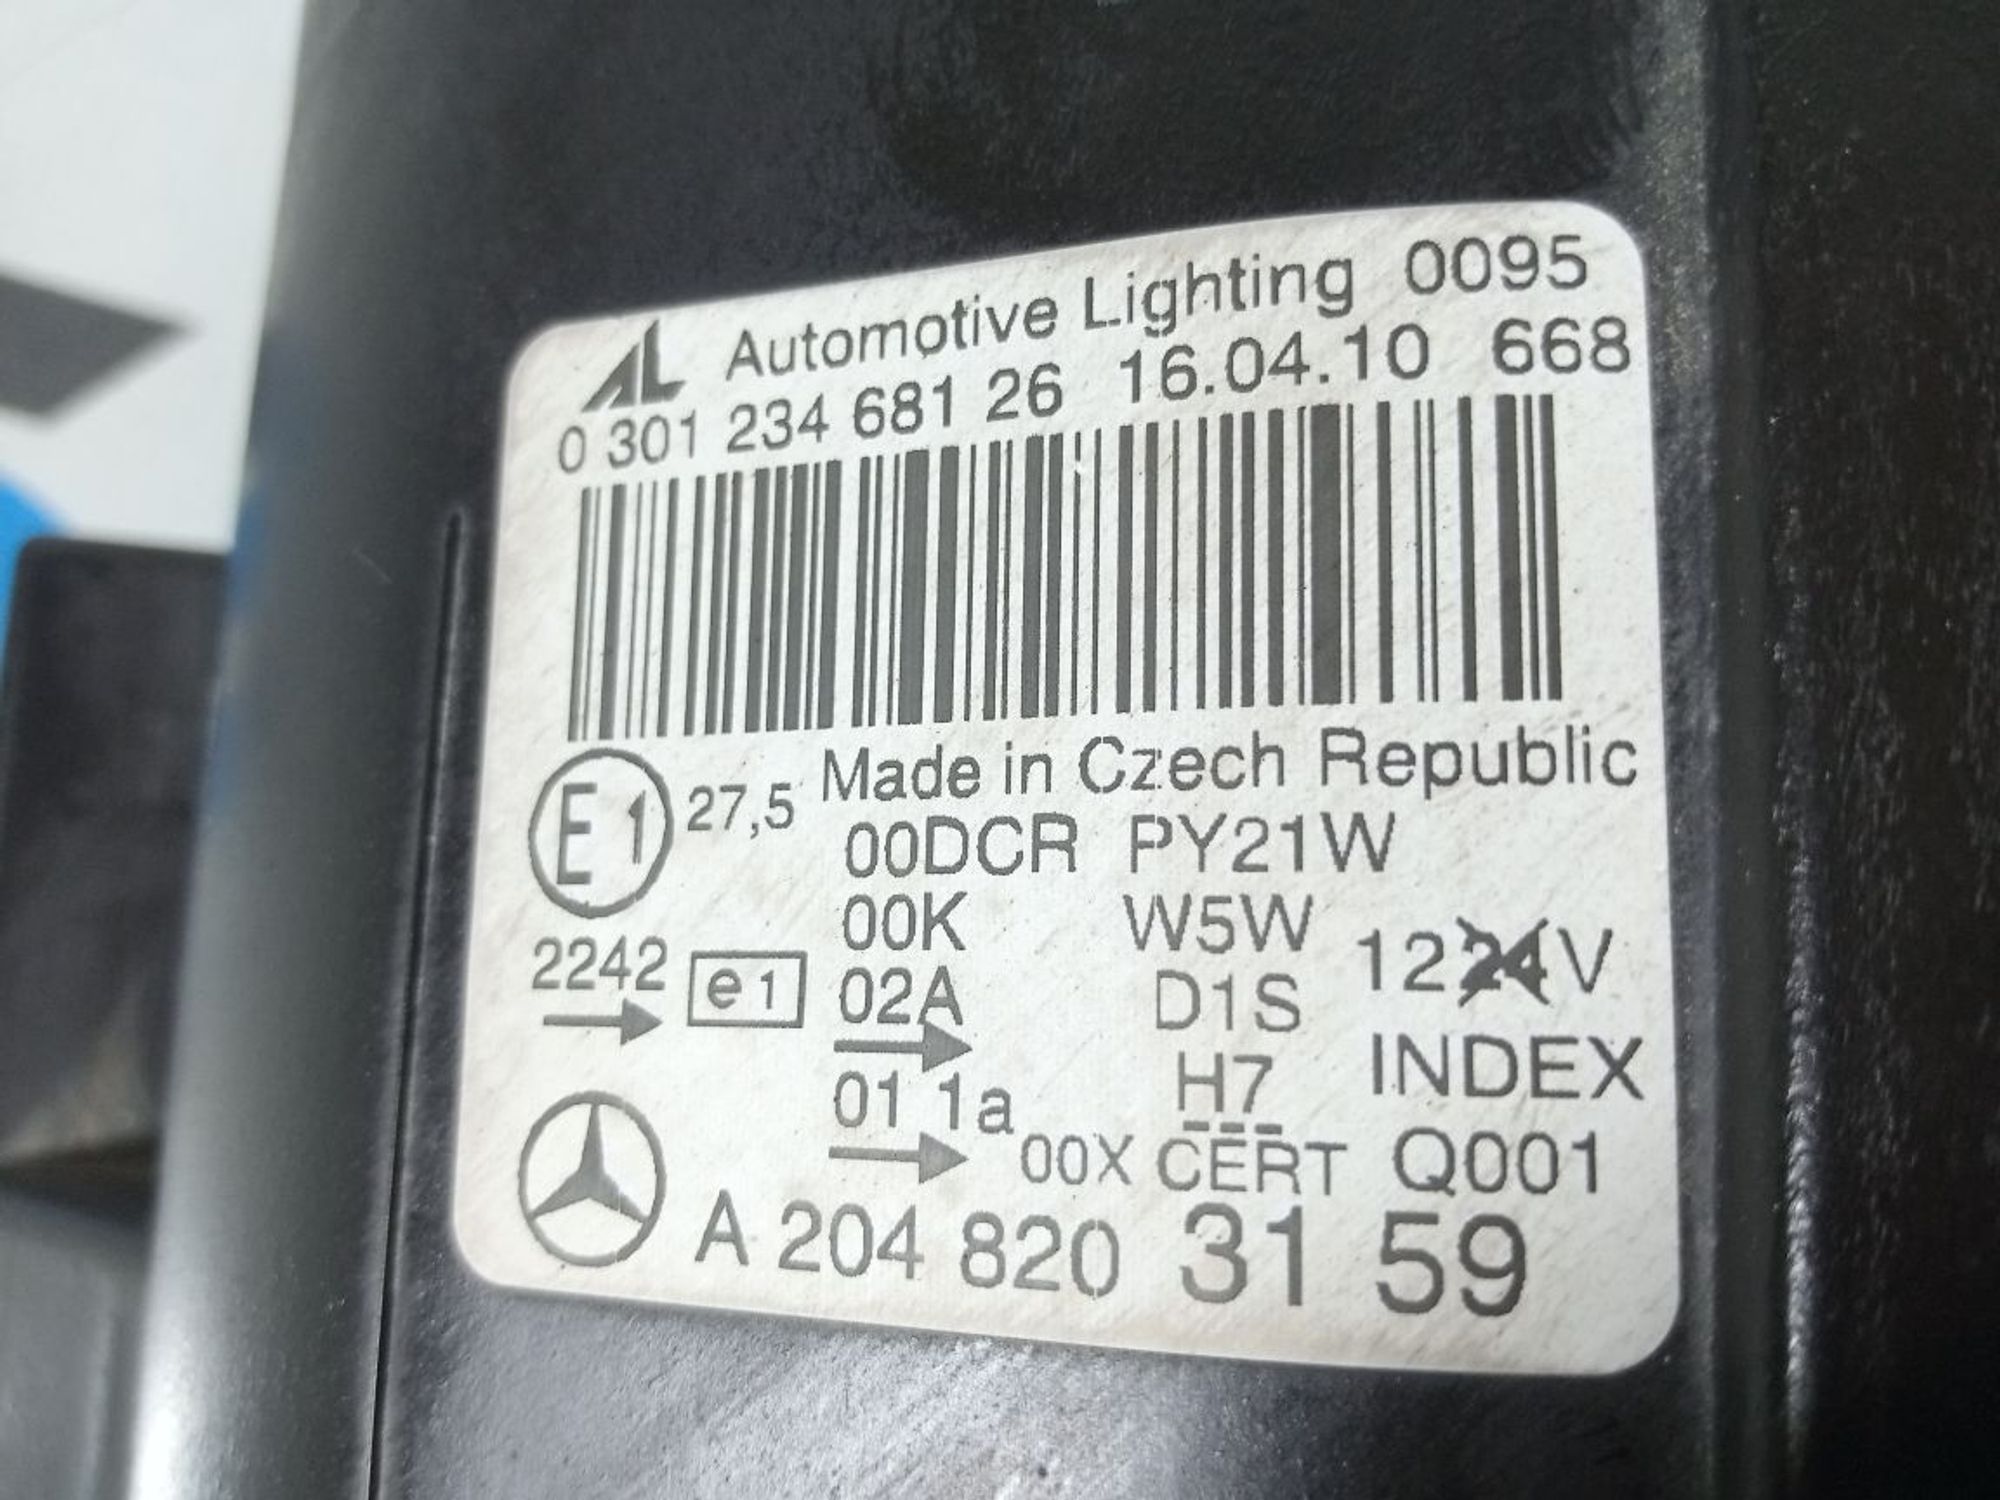 AL Automotive Lighting 0095
0 301 234 681 26 16.04.10 668
E1 27,5 Made in Czech Republic
00DCR PY21W
00K W5W 12 24 V
2242 e1 02A D1S
01 1a H7 INDEX
00X CERT Q001
A 204 820 31 59